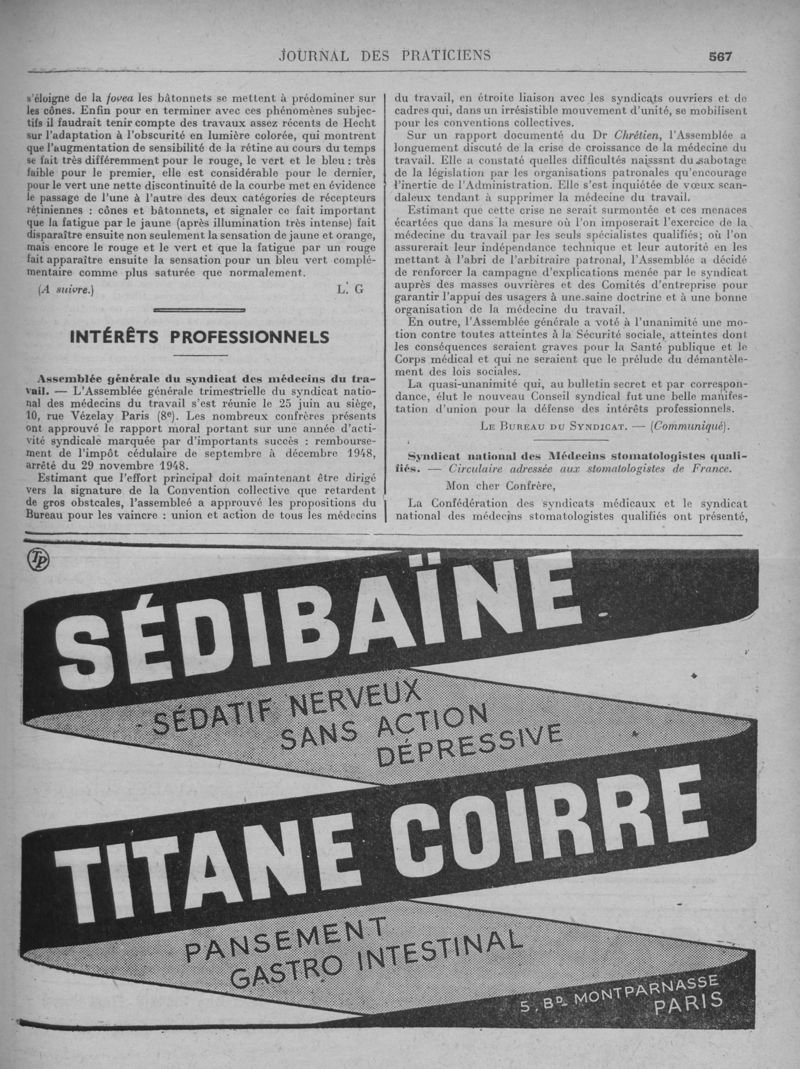 JOURNAL DES PRATICIENS 567
s'éloigne de la fovea les bâtonnets se mettent à prédominer sur
les cônes. Enfin pour en terminer avec ces phénomènes subjec-
tifs il faudrait tenir compte des travaux assez récents de Hecht
sur l'adaptation à l'obscurité en lumière colorée, qui montrent
que l'augmentation de sensibilité de la rétine au cours du temps
se fait très différemment pour le rouge, le vert et le bleu : très
faible pour le premier, elle est considérable pour le dernier,
pour le vert une nette discontinuité de la courbe met en évidence
le passage de l'une à l'autre des deux catégories de récepteurs
rétiniennes : cônes et bâtonnets, et signaler ce fait important
que la fatigue par le jaune (après illumination très intense) fait
disparaître ensuite non seulement la sensation de jaune et orange,
mais encore le rouge et le vert et que la fatigue par un rouge
fait apparaître ensuite la sensation pour un bleu vert complé-
mentaire comme plus saturée que normalement.
(A suivre.) L. G
INTÉRÊTS PROFESSIONNELS
Assemblée générale du syndicat des médecins du tra-
vail. — L'Assemblée générale trimestrielle du syndicat natio-
nal des médecins du travail s'est réunie le 25 juin au siège,
10, rue Vézelay Paris (8e). Les nombreux confrères présents
ont approuvé le rapport moral portant sur une année d'acti-
vité syndicale marquée par d'importants succès : rembourse-
ment de l'impôt cédulaire de septembre à décembre 1948,
arrêté du 29 novembre 1948.
Estimant que l'effort principal doit maintenant être dirigé
vers la signature de la Convention collective que retardent
de gros obstcales, l'assembleé a approuvé les propositions du
Bureau pour les vaincre : union et action de tous les médecins
du travail, en étroite liaison avec les syndicats ouvriers et de
cadres qui, dans un irrésistible mouvement d'unité, se mobilisent
pour les conventions collectives.
Sur un rapport documenté du Dr Chrétien, l'Assemblée a
longuement discuté de la crise de croissance de la médecine du
travail. Elle a constaté quelles difficultés naisssnt du sabotage
de la législation par les organisations patronales qu'encourage
l'inertie de l'Administration. Elle s'est inquiétée de vœux scan-
daleux tendant à supprimer la médecine du travail.
Estimant que cette crise ne serait surmontée et ces menaces
écartées que dans la mesure où l'on imposerait l'exercice de la
médecine du travail par les seuls spécialistes qualifiés; où l'on
assurerait leur indépendance technique et leur autorité en les
mettant à l'abri de l'arbitraire patronal, l'Assemblée a décidé
de renforcer la campagne d'explications menée par le syndicat
auprès des masses ouvrières et des Comités d'entreprise pour
garantir l'appui des usagers à une saine doctrine et à une bonne
organisation de la médecine du travail.
En outre, l'Assemblée générale a voté à l'unanimité une mo-
tion contre toutes atteintes à la Sécurité sociale, atteintes dont
les conséquences seraient graves pour la Santé publique et le
Corps médical et qui ne seraient que le prélude du démantèle-
ment des lois sociales.
La quasi-unanimité qui, au bulletin secret et par correspon-
dance, élut le nouveau Conseil syndical fut une belle manifes-
tation d'union pour la défense des intérêts professionnels.
LE BUREAU DU SYNDICAT. — (Communiqué).
Syndicat national des Médecins stomatologistes quali-
fiés. — Circulaire adressée aux stomatologistes de France.
Mon cher Confrère,
La Confédération des syndicats médicaux et le syndicat
national des médecins stomatologistes qualifiés ont présenté,
TP
SÉDIBAÏNE
SÉDATIF NERVEUX
SANS ACTION
DÉPRESSIVE
TITANE COIRRE
PANSEMENT
GASTRO INTESTINAL
5, BD MONTPARNASSE
PARIS